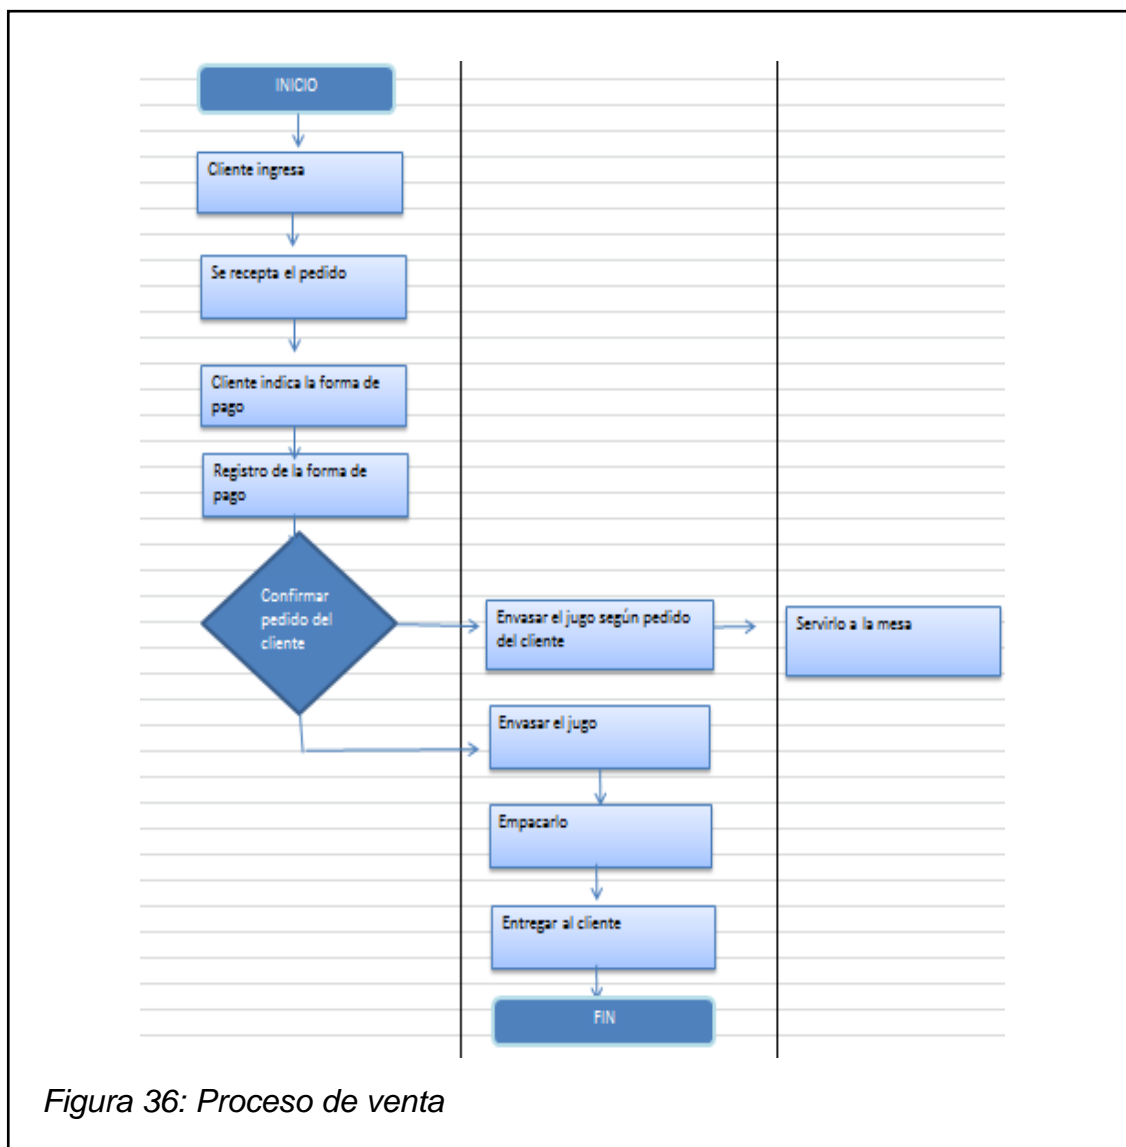 INICIO
Cliente ingresa
Se recepta el pedido
Cliente indica la forma de
pago
Registro de la forma de
pago
Confirmar
pedido del
cliente
Envasar el jugo según pedido
del cliente
Servirlo a la mesa
Envasar el jugo
Empacarlo
Entregar al cliente
FIN
Figura 36: Proceso de venta